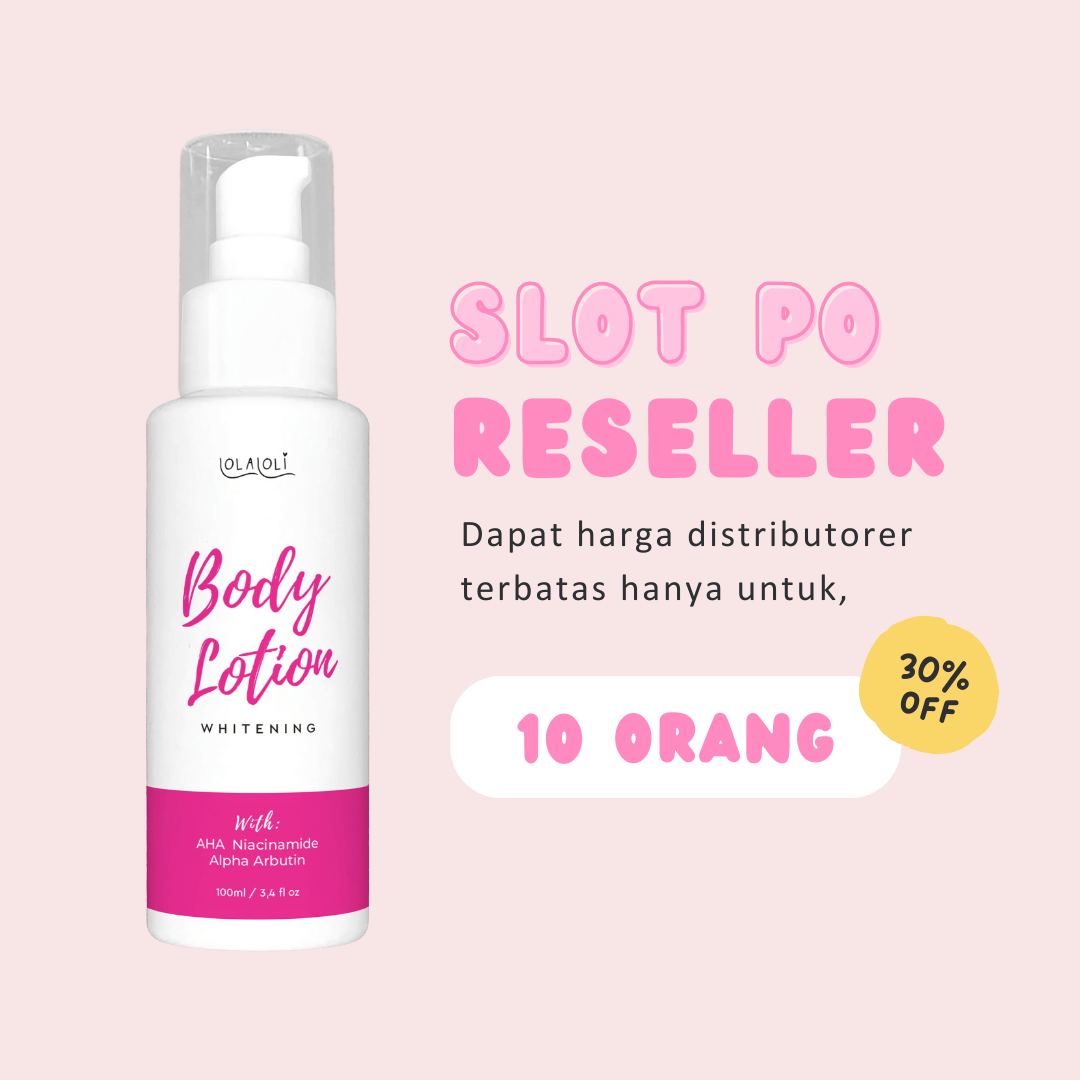 LOLALOLI
Body
Lotion
WHITENING
With:
AHA Niacinamide
Alpha Arbutin
100ml / 3,4 fl oz
SLOT PO
RESELLER
Dapat harga distributorer
terbatas hanya untuk,
30%
OFF
10 ORANG